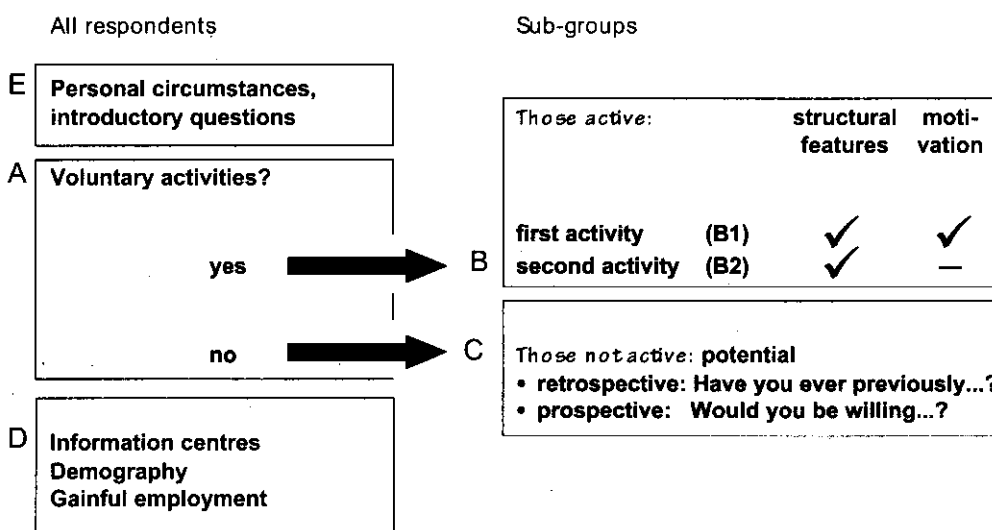 All respondents
Sub-groups
E
Personal circumstances,
introductory questions
A
Voluntary activities?
yes
no
D
Information centres
Demography
Gainful employment
Those active: structural moti-
features vation
B
first activity (B1) ✓ ✓
second activity (B2) ✓ –
C
Those not active: potential
• retrospective: Have you ever previously...?
• prospective: Would you be willing...?